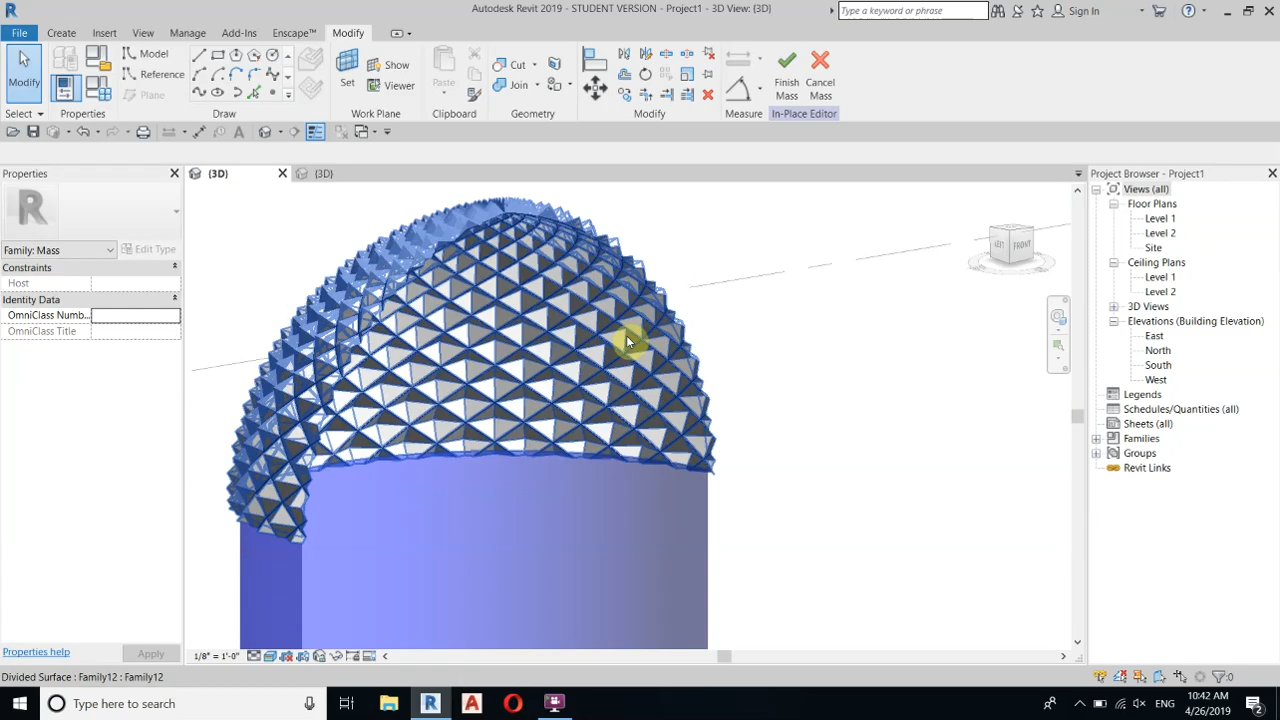 Autodesk Revit 2019 - STUDENT VERSION - Project1 - 3D View: {3D}
Type a keyword or phrase
Sign In
File
Create
Insert
View
Manage
Add-Ins
Enscape™
Modify
Modify
Model
Reference
Plane
Set
Show
Viewer
Paste
Cut
Join
Finish
Mass
Cancel
Mass
Select
Properties
Draw
Work Plane
Clipboard
Geometry
Modify
Measure
In-Place Editor
Properties
Family: Mass
Edit Type
Constraints
Host
Identity Data
OmniClass Numb...
OmniClass Title
Properties help
Apply
{3D}
{3D}
LEFT
FRONT
1/8" = 1'-0"
Project Browser - Project1
Views (all)
Floor Plans
Level 1
Level 2
Site
Ceiling Plans
Level 1
Level 2
3D Views
Elevations (Building Elevation)
East
North
South
West
Legends
Schedules/Quantities (all)
Sheets (all)
Families
Groups
Revit Links
Divided Surface : Family12 : Family12
:0
Type here to search
ENG
10:42 AM
4/26/2019
2